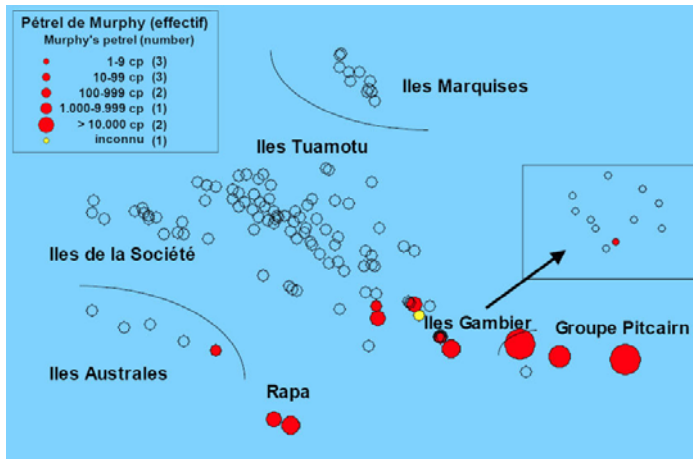 Pétrel de Murphy (effectif)
Murphy's petrel (number)
1-9 cp (3)
10-99 cp (3)
100-999 cp (2)
1.000-9.999 cp (1)
> 10.000 cp (2)
inconnu (1)
Iles Marquises
Iles Tuamotu
Iles de la Société
Iles Gambier
Groupe Pitcairn
Iles Australes
Rapa